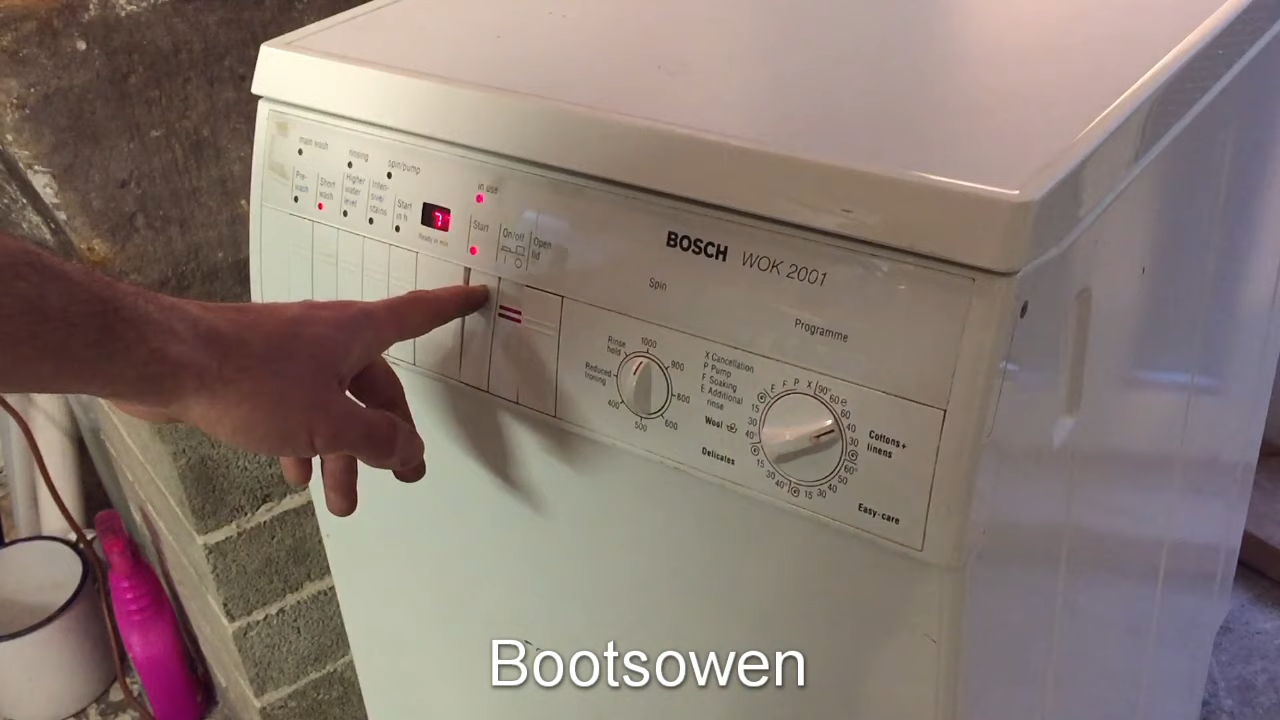 main wash
rinsing
spin/pump
Pre-
wash
Short
wash
Higher
water
level
Inten-
sive/
stains
Start
in h
7
Ready in min
in use
Start
On/off
Open
lid
BOSCH WOK 2001
Spin
Programme
Rinse
hold
1000
900
800
600
500
400
Reduced
ironing
X Cancellation
P Pump
F Soaking
E Additional
rinse
Wool
Delicates
E F P X 90° 60 e
60
40
30
60°
50
40
30
15
40°
30
15
40°
30
15
Cottons+
linens
Easy-care
Bootsowen